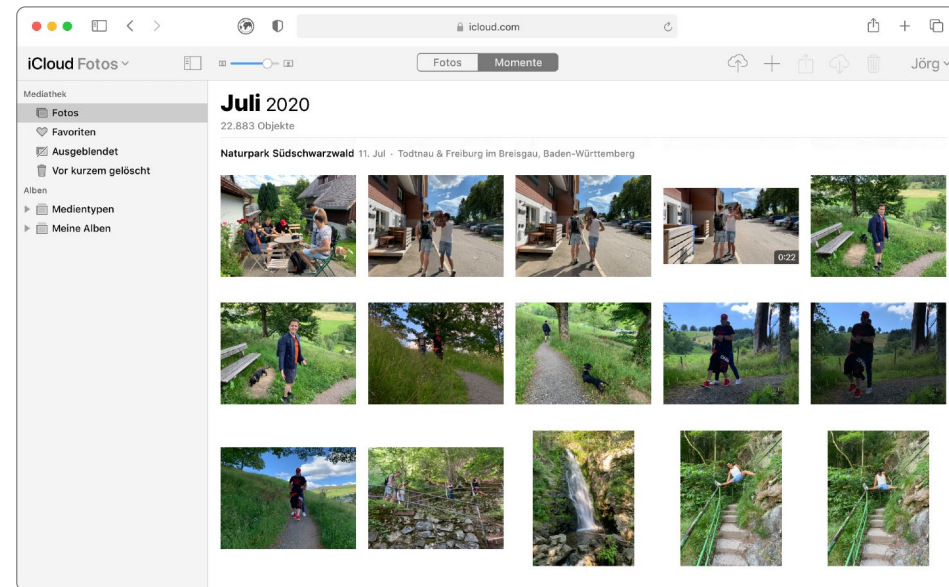 icloud.com
iCloud Fotos
Fotos Momente
Jörg
Mediathek
Fotos
Favoriten
Ausgeblendet
Vor kurzem gelöscht
Alben
Medientypen
Meine Alben
Juli 2020
22.883 Objekte
Naturpark Südschwarzwald 11. Jul · Todtnau & Freiburg im Breisgau, Baden-Württemberg
0:22